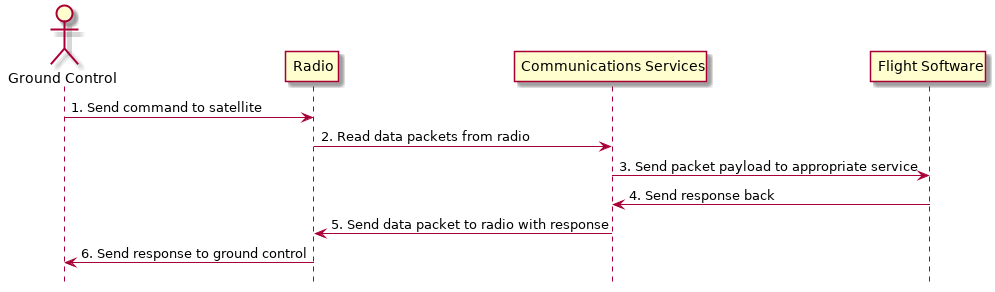 Ground Control
Radio
Communications Services
Flight Software
1. Send command to satellite
2. Read data packets from radio
3. Send packet payload to appropriate service
4. Send response back
5. Send data packet to radio with response
6. Send response to ground control